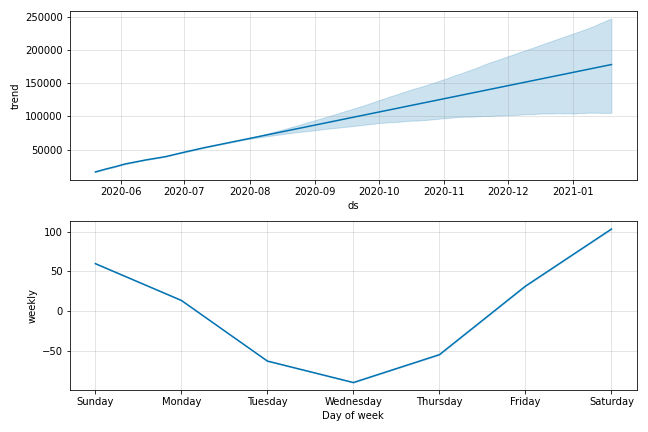 250000
200000
150000
100000
50000
trend
2020-06 2020-07 2020-08 2020-09 2020-10 2020-11 2020-12 2021-01
ds
100
50
0
−50
weekly
Sunday Monday Tuesday Wednesday Thursday Friday Saturday
Day of week